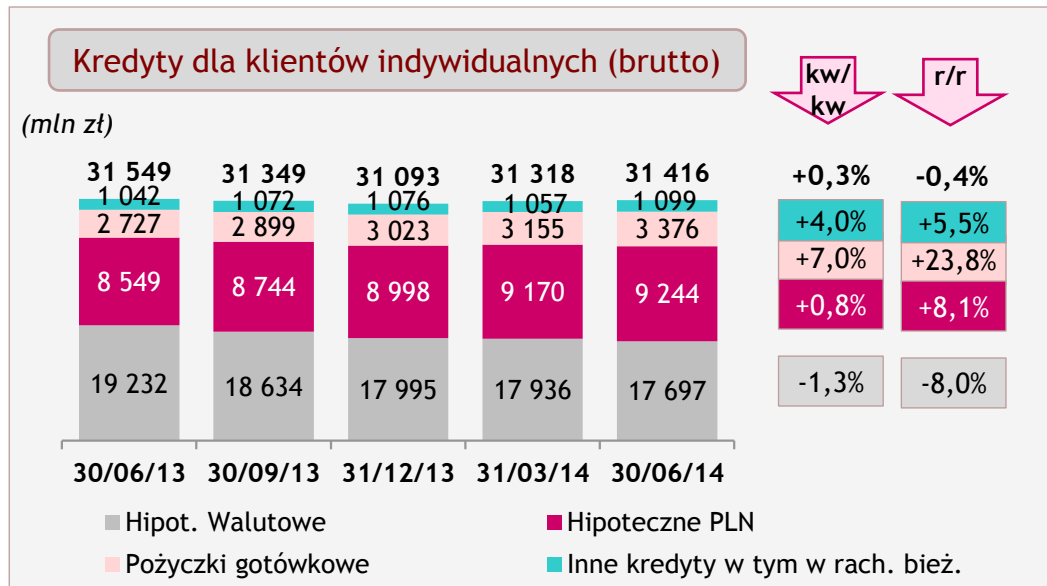 Kredyty dla klientów indywidualnych (brutto)
kw/
kw
r/r
(mln zł)
31 549 31 349 31 093 31 318 31 416 +0,3% -0,4%
1 042 1 072 1 076 1 057 1 099 +4,0% +5,5%
2 727 2 899 3 023 3 155 3 376 +7,0% +23,8%
8 549 8 744 8 998 9 170 9 244 +0,8% +8,1%
19 232 18 634 17 995 17 936 17 697 -1,3% -8,0%
30/06/13 30/09/13 31/12/13 31/03/14 30/06/14
Hipot. Walutowe Hipoteczne PLN
Pożyczki gotówkowe Inne kredyty w tym w rach. bież.